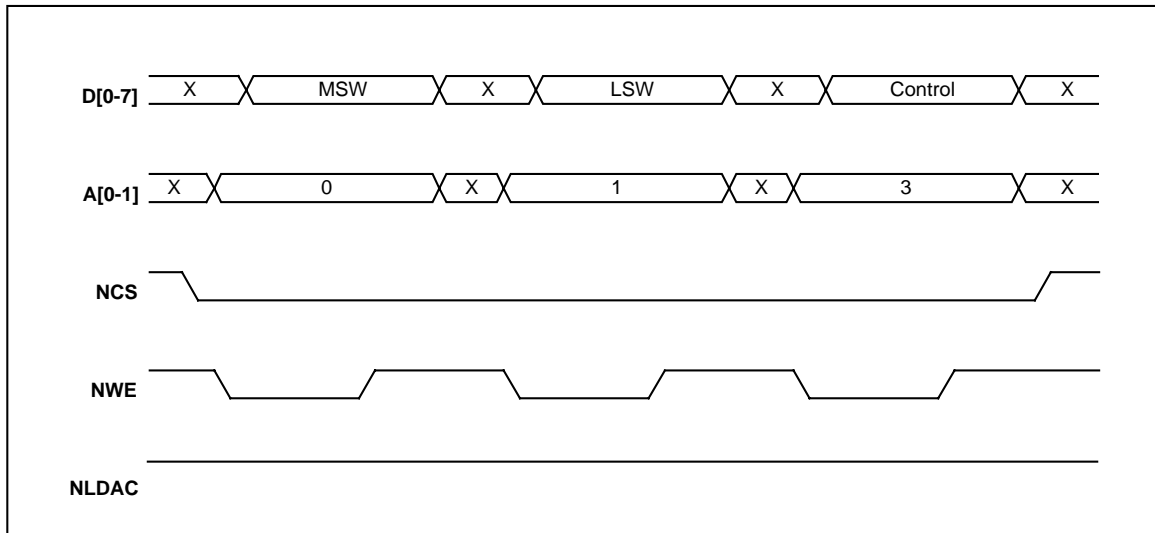 D[0-7] X MSW X LSW X Control X
A[0-1] X 0 X 1 X 3 X
NCS
NWE
NLDAC